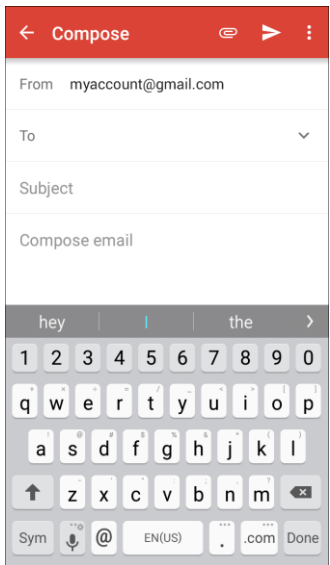 Compose
From myaccount@gmail.com
To
Subject
Compose email
hey I the
1 2 3 4 5 6 7 8 9 0
q w e r t y u i o p
a s d f g h j k l
z x c v b n m
Sym @ EN(US) . .com Done